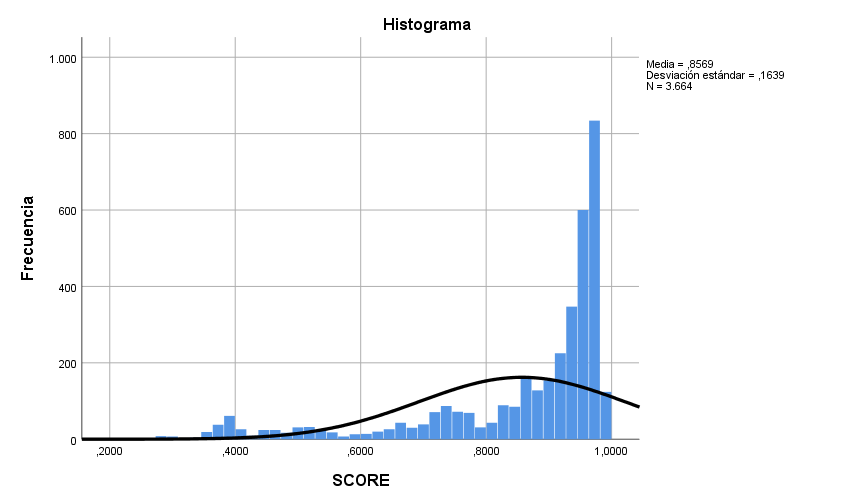 Histograma
Media = ,8569
Desviación estándar = ,1639
N = 3.664
1.000
800
600
400
200
0
Frecuencia
,2000 ,4000 ,6000 ,8000 1,0000
SCORE